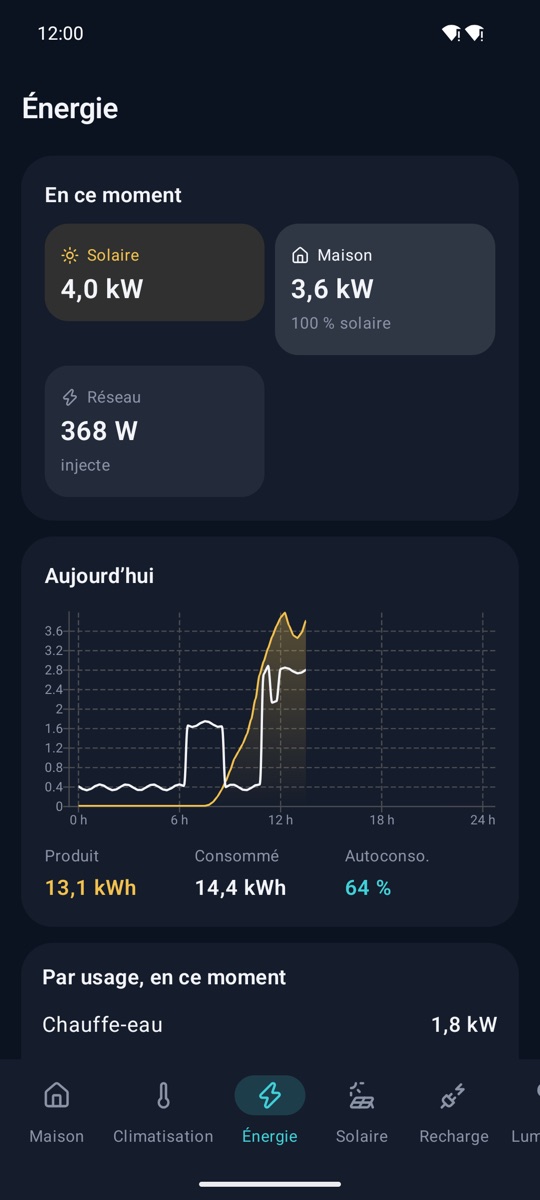 12:00
Énergie
En ce moment
Solaire
4,0 kW
Maison
3,6 kW
100 % solaire
Réseau
368 W
injecte
Aujourd’hui
3.6
3.2
2.8
2.4
2
1.6
1.2
0.8
0.4
0
0 h 6 h 12 h 18 h 24 h
Produit Consommé Autoconso.
13,1 kWh 14,4 kWh 64 %
Par usage, en ce moment
Chauffe-eau 1,8 kW
Maison Climatisation Énergie Solaire Recharge Lum